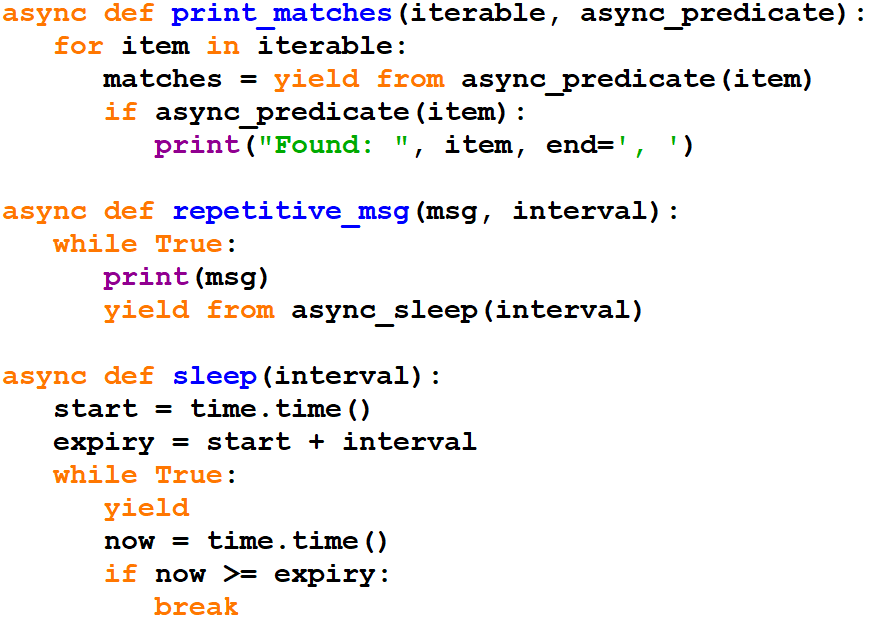 async def print_matches(iterable, async_predicate):
   for item in iterable:
      matches = yield from async_predicate(item)
      if async_predicate(item):
         print("Found: ", item, end=', ')

async def repetitive_msg(msg, interval):
   while True:
      print(msg)
      yield from async_sleep(interval)

async def sleep(interval):
   start = time.time()
   expiry = start + interval
   while True:
      yield
      now = time.time()
      if now >= expiry:
         break